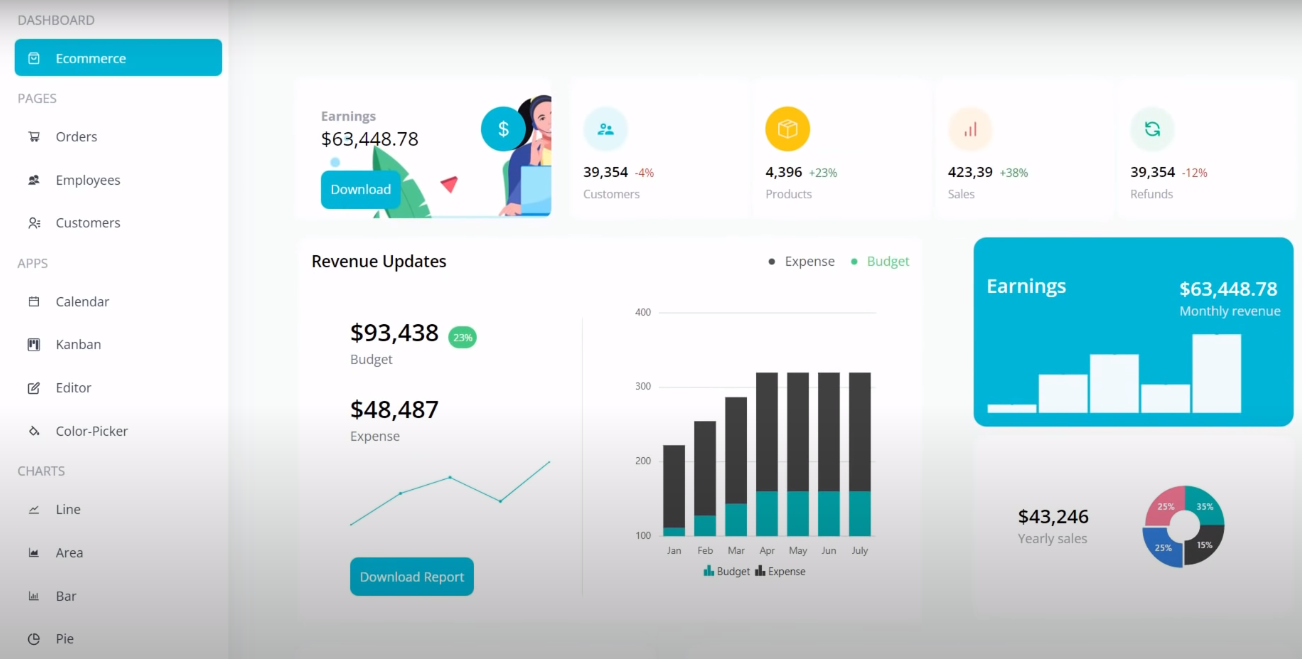 DASHBOARD
Ecommerce
PAGES
Orders
Employees
Customers
APPS
Calendar
Kanban
Editor
Color-Picker
CHARTS
Line
Area
Bar
Pie
Earnings
$63,448.78
Download
$
39,354 -4%
Customers
4,396 +23%
Products
423,39 +38%
Sales
39,354 -12%
Refunds
Revenue Updates
Expense Budget
$93,438 23%
Budget
$48,487
Expense
Download Report
400
300
200
100
Jan Feb Mar Apr May Jun July
Budget Expense
Earnings
$63,448.78
Monthly revenue
$43,246
Yearly sales
25% 35%
25% 15%